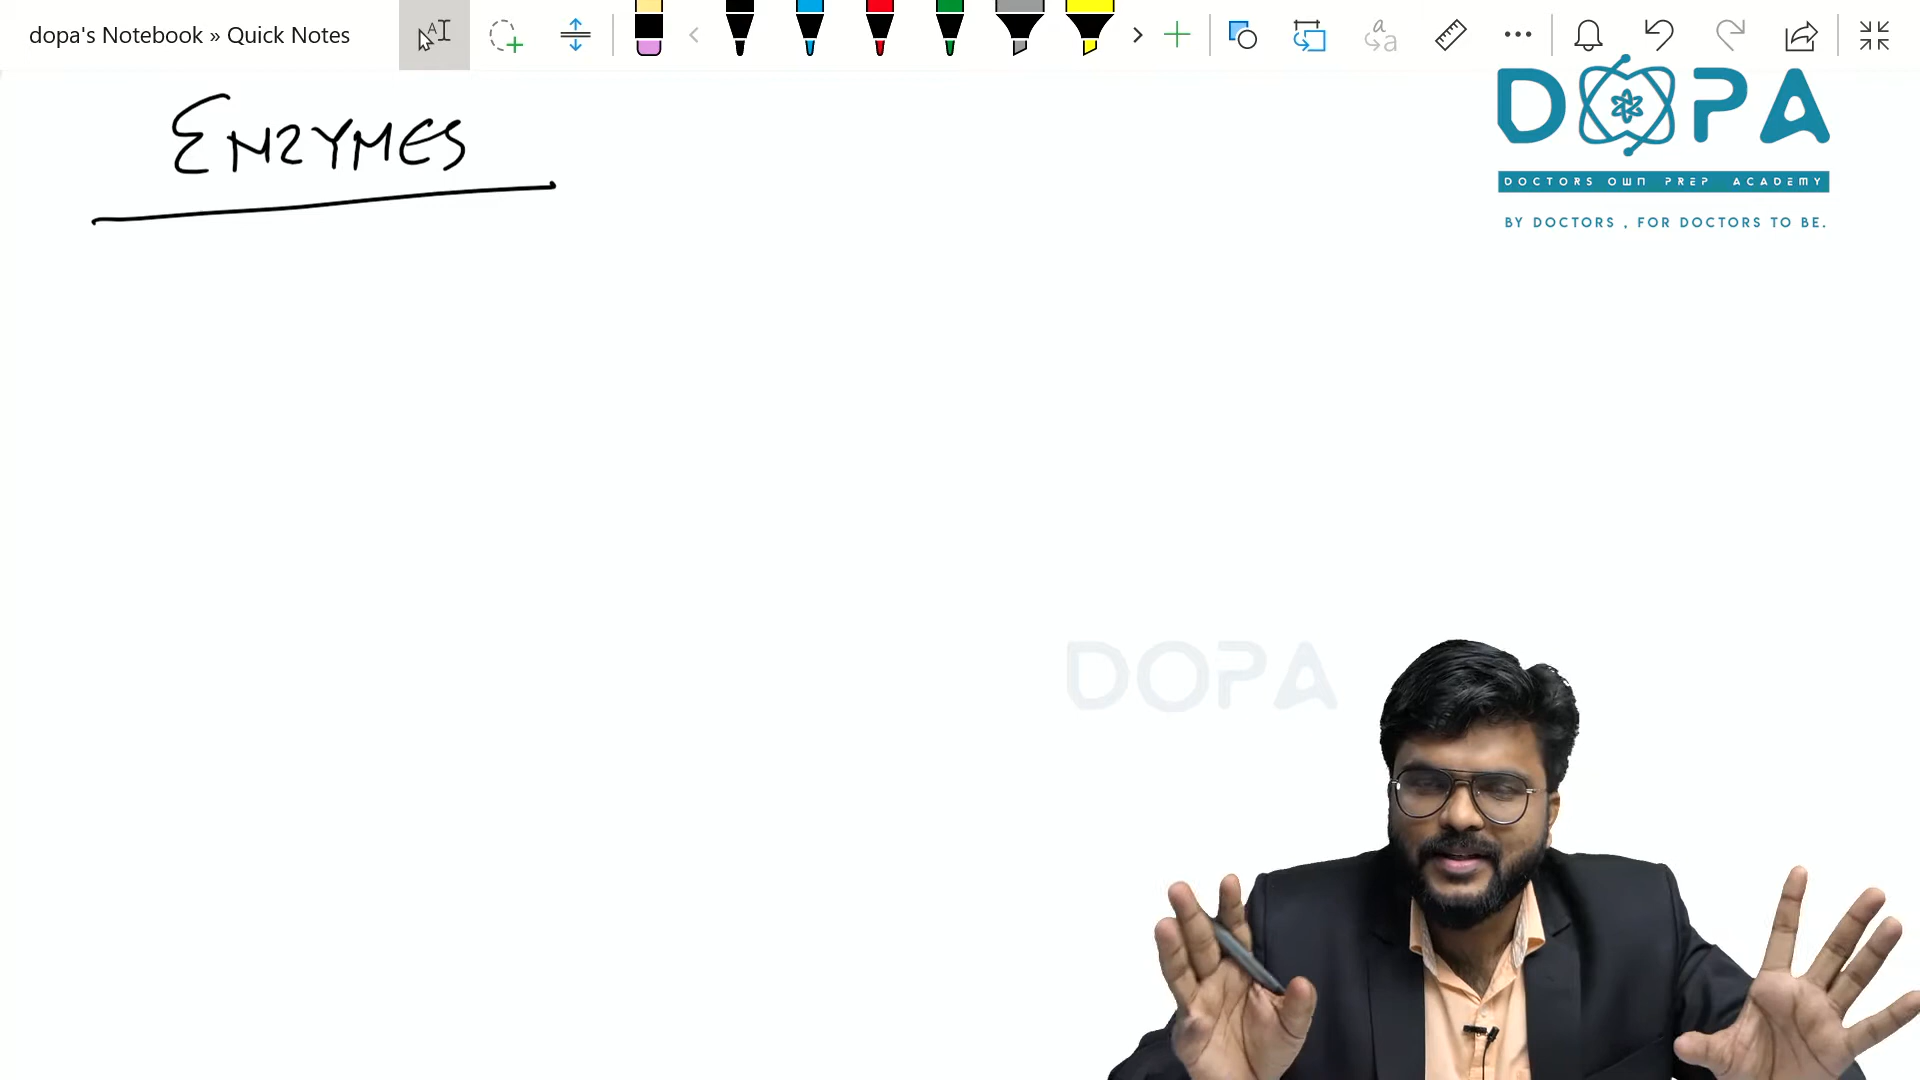 dopa's Notebook » Quick Notes
ENZYMES
DOPA
DOCTORS OWN PREP ACADEMY
BY DOCTORS , FOR DOCTORS TO BE.
DOPA